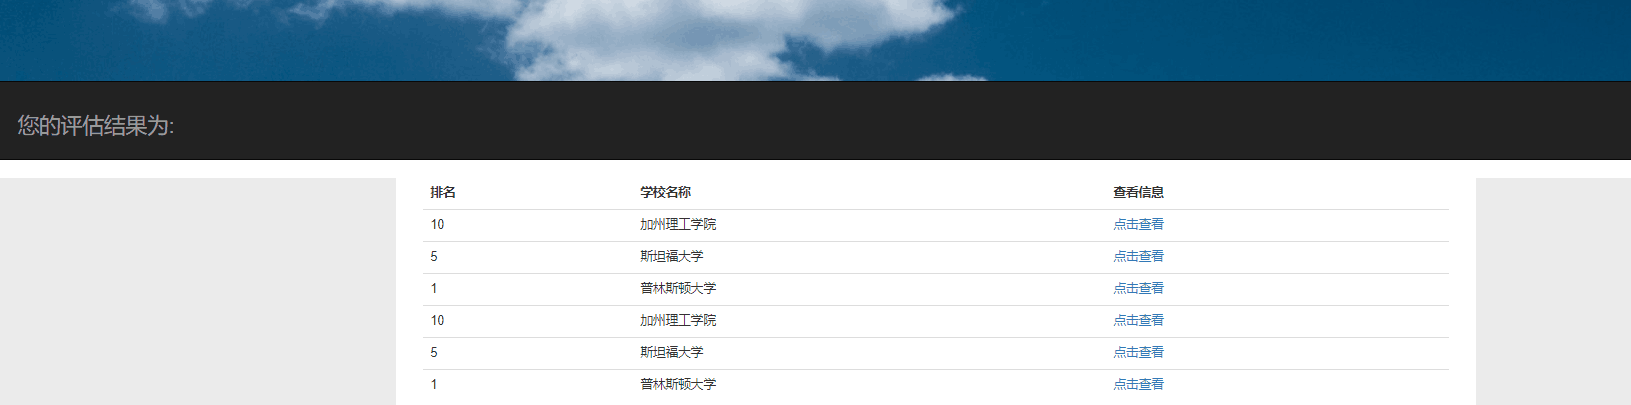 您的评估结果为:
排名 学校名称 查看信息
10 加州理工学院 点击查看
5 斯坦福大学 点击查看
1 普林斯顿大学 点击查看
10 加州理工学院 点击查看
5 斯坦福大学 点击查看
1 普林斯顿大学 点击查看